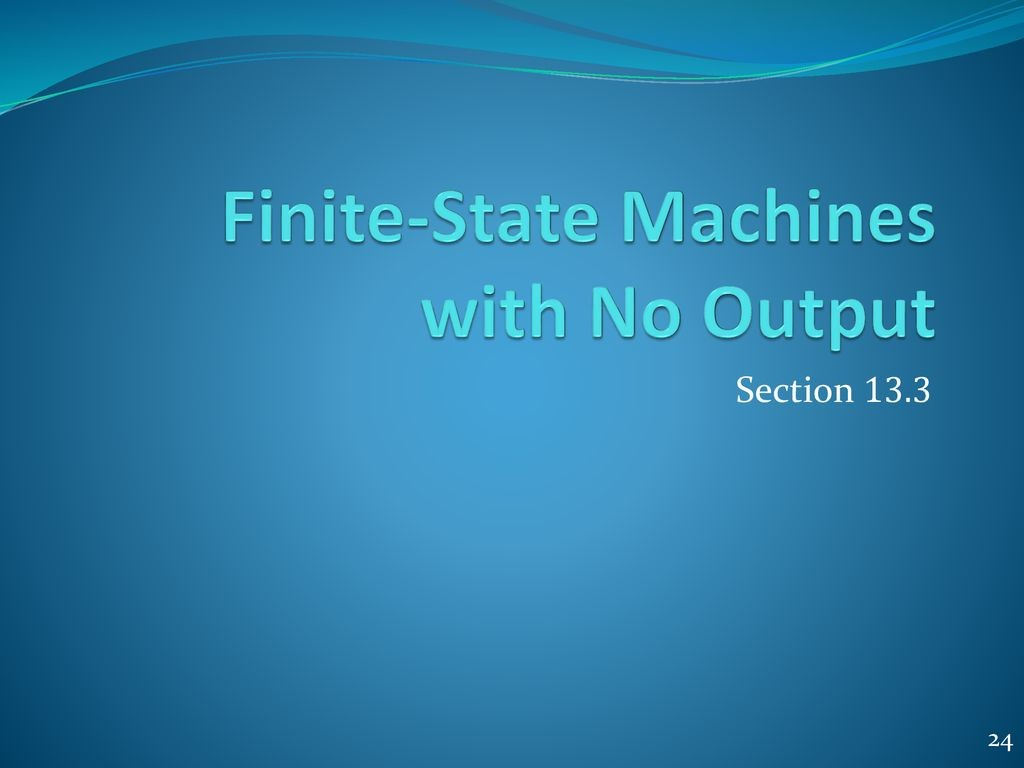 Finite-State Machines
with No Output
Section 13.3
24